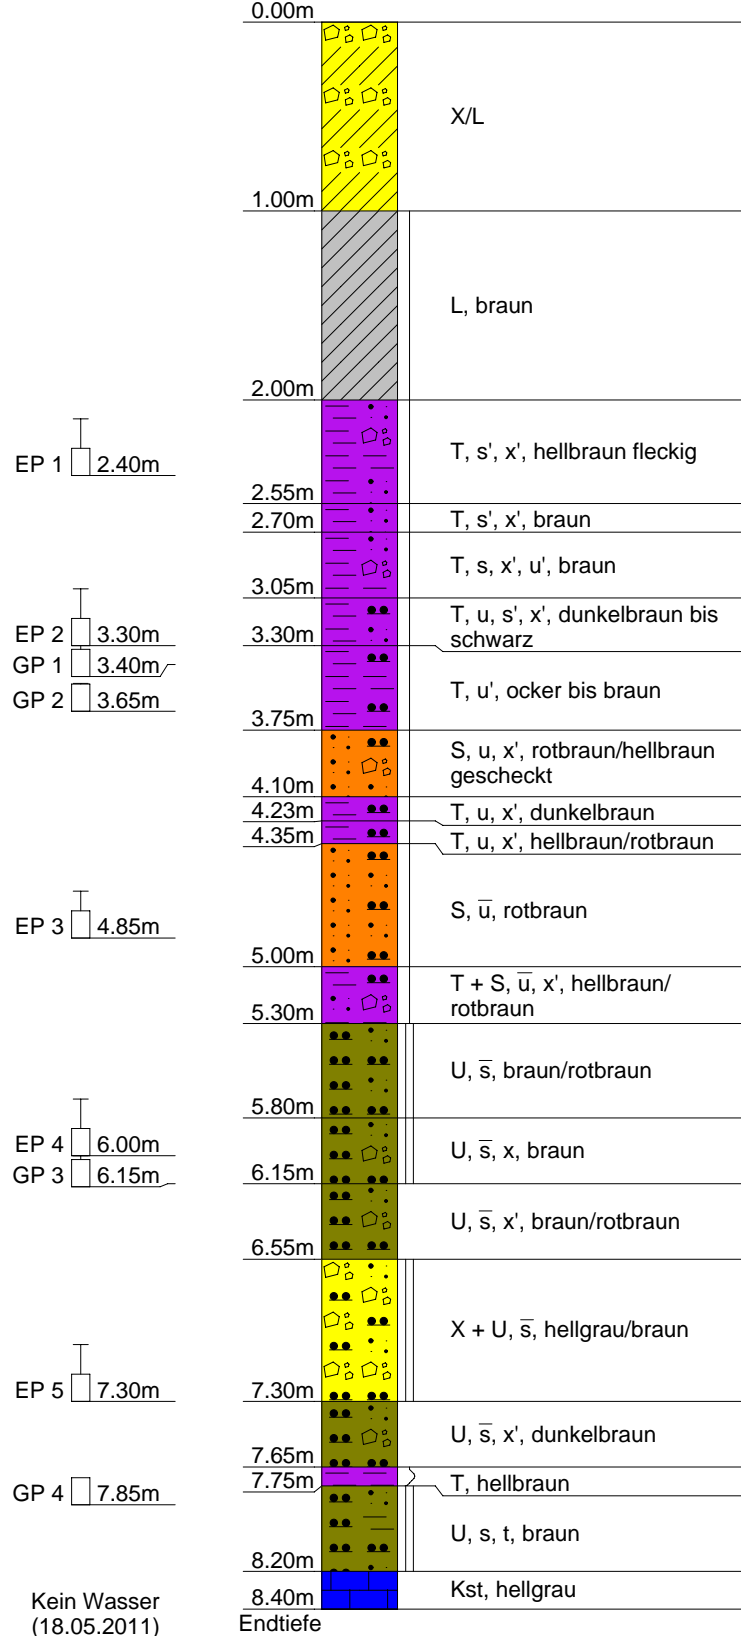 0.00m
X/L
1.00m
L, braun
2.00m
EP 1 2.40m
T, s', x', hellbraun fleckig
2.55m
T, s', x', braun
2.70m
T, s, x', u', braun
3.05m
T, u, s', x', dunkelbraun bis
schwarz
EP 2 3.30m
3.30m
GP 1 3.40m
GP 2 3.65m
T, u', ocker bis braun
3.75m
S, u, x', rotbraun/hellbraun
gescheckt
4.10m
T, u, x', dunkelbraun
4.23m
T, u, x', hellbraun/rotbraun
4.35m
EP 3 4.85m
S, u̅, rotbraun
5.00m
T + S, u̅, x', hellbraun/
rotbraun
5.30m
U, s̅, braun/rotbraun
5.80m
EP 4 6.00m
U, s̅, x, braun
GP 3 6.15m
6.15m
U, s̅, x', braun/rotbraun
6.55m
X + U, s̅, hellgrau/braun
EP 5 7.30m
7.30m
U, s̅, x', dunkelbraun
7.65m
T, hellbraun
7.75m
GP 4 7.85m
U, s, t, braun
8.20m
Kst, hellgrau
8.40m
Endtiefe
Kein Wasser
(18.05.2011)